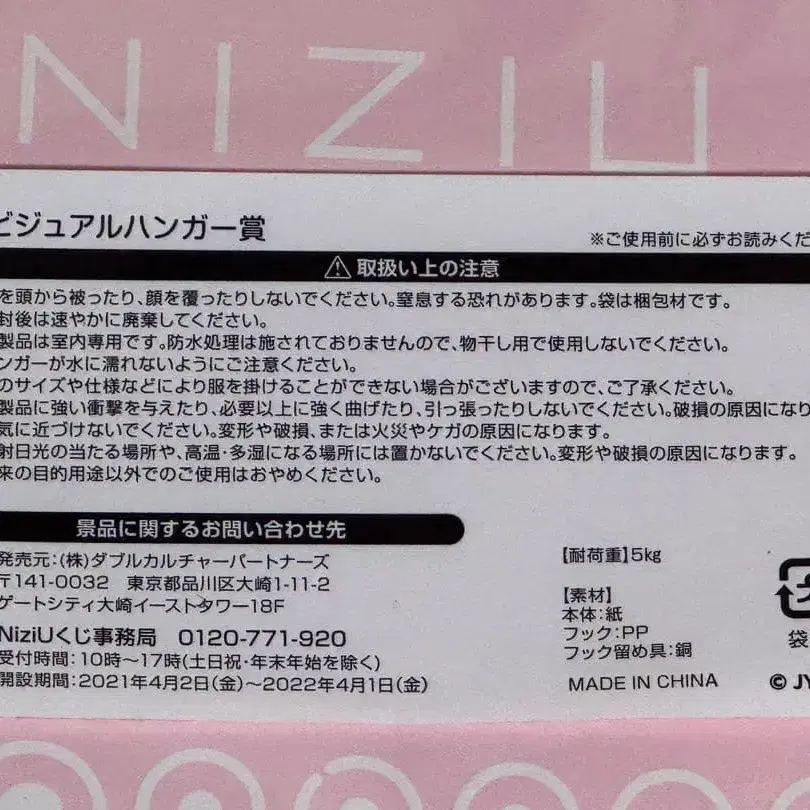 NIZIU
ビジュアルハンガー賞
※ご使用前に必ずお読みくだ
取扱い上の注意
を頭から被ったり、顔を覆ったりしないでください。窒息する恐れがあります。袋は梱包材です。
封後は速やかに廃棄してください。
製品は室内専用です。防水処理は施されておりませんので、物干し用で使用しないでください。
ンガーが水に濡れないようにご注意ください。
のサイズや仕様などにより服を掛けることができない場合がございますので、ご了承ください。
製品に強い衝撃を与えたり、必要以上に強く曲げたり、引っ張ったりしないでください。破損の原因になり
気に近づけないでください。変形や破損、または火災やケガの原因になります。
射日光の当たる場所や、高温・多湿になる場所には置かないでください。変形や破損の原因になります。
来の目的用途以外でのご使用はおやめください。
景品に関するお問い合わせ先
発売元：(株)ダブルカルチャーパートナーズ
〒141-0032 東京都品川区大崎1-11-2
ゲートシティ大崎イーストタワー18F
NiziUくじ事務局 0120-771-920
受付時間：10時～17時(土日祝・年末年始を除く)
開設期間：2021年4月2日(金)～2022年4月1日(金)
【耐荷重】5kg
【素材】
本体：紙
フック：PP
フック留め具：銅
MADE IN CHINA
袋
© JY